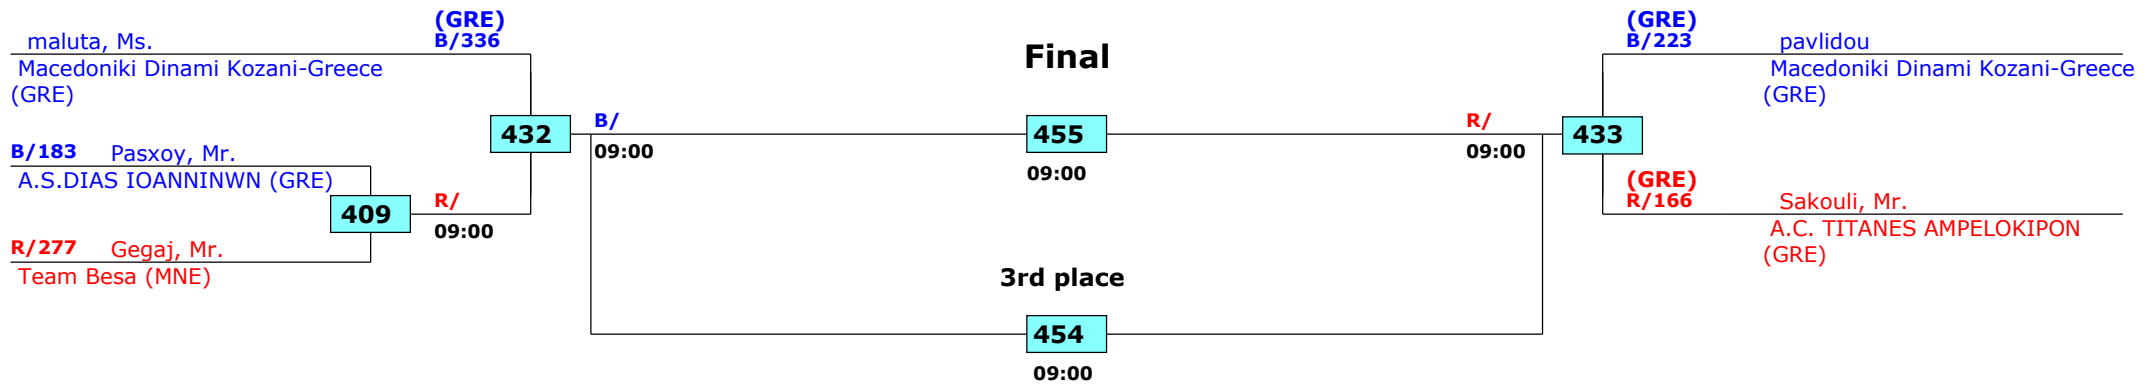 (GRE)
maluta, Ms.
B/336
Macedoniki Dinami Kozani-Greece
(GRE)
432
B/183 Pasxoy, Mr.
A.S.DIAS IOANNINWN (GRE)
409
R/
09:00
R/277 Gegaj, Mr.
Team Besa (MNE)
B/
09:00
Final
455
09:00
3rd place
454
09:00
R/
09:00
433
(GRE)
B/223 pavlidou
Macedoniki Dinami Kozani-Greece
(GRE)
(GRE)
R/166 Sakouli, Mr.
A.C. TITANES AMPELOKIPON
(GRE)